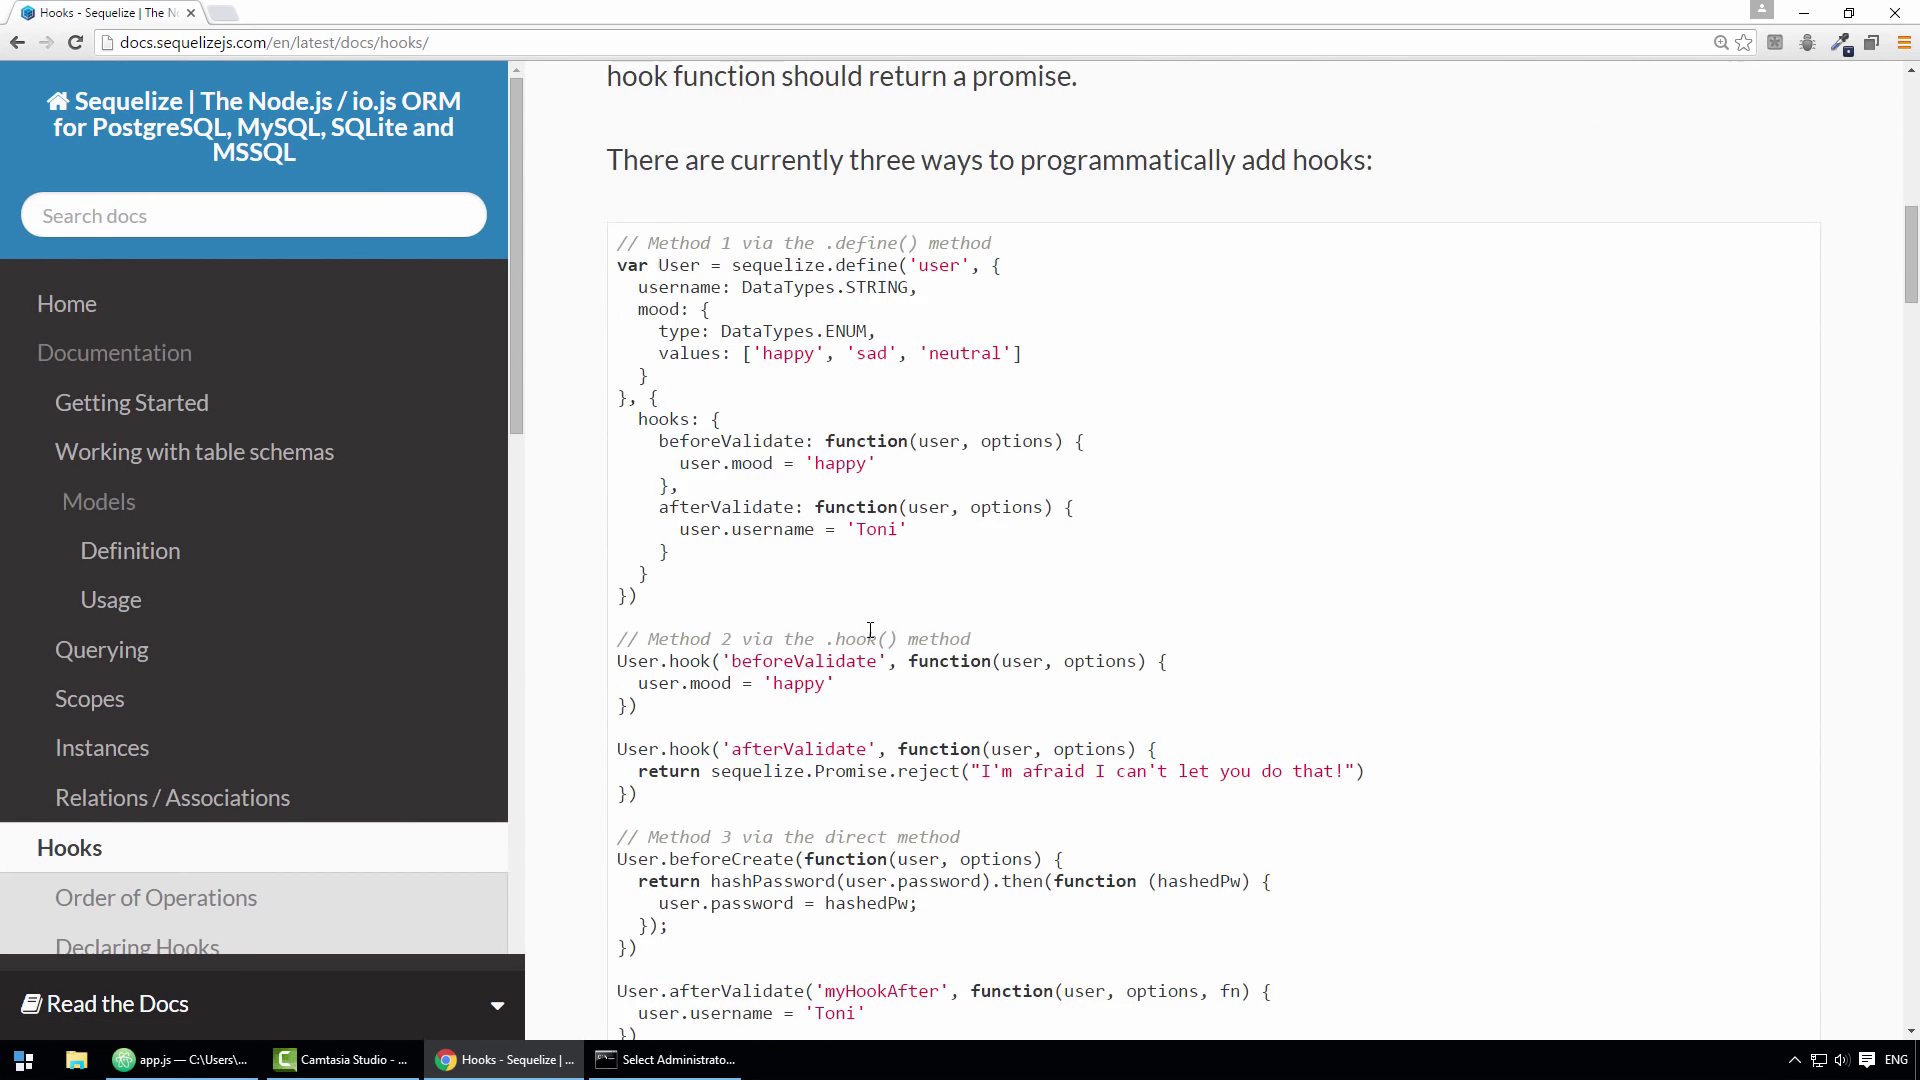 Hooks - Sequelize | The N
docs.sequelizejs.com/en/latest/docs/hooks/
Sequelize | The Node.js / io.js ORM
for PostgreSQL, MySQL, SQLite and
MSSQL
Search docs
Home
Documentation
Getting Started
Working with table schemas
Models
Definition
Usage
Querying
Scopes
Instances
Relations / Associations
Hooks
Order of Operations
Declaring Hooks
Read the Docs
hook function should return a promise.
There are currently three ways to programmatically add hooks:
// Method 1 via the .define() method
var User = sequelize.define('user', {
  username: DataTypes.STRING,
  mood: {
    type: DataTypes.ENUM,
    values: ['happy', 'sad', 'neutral']
  }
}, {
  hooks: {
    beforeValidate: function(user, options) {
      user.mood = 'happy'
    },
    afterValidate: function(user, options) {
      user.username = 'Toni'
    }
  }
})
// Method 2 via the .hook() method
User.hook('beforeValidate', function(user, options) {
  user.mood = 'happy'
})
User.hook('afterValidate', function(user, options) {
  return sequelize.Promise.reject("I'm afraid I can't let you do that!")
})
// Method 3 via the direct method
User.beforeCreate(function(user, options) {
  return hashPassword(user.password).then(function (hashedPw) {
    user.password = hashedPw;
  });
})
User.afterValidate('myHookAfter', function(user, options, fn) {
  user.username = 'Toni'
})
app.js — C:\Users\...
Camtasia Studio - ...
Hooks - Sequelize | ...
Select Administrato...
ENG